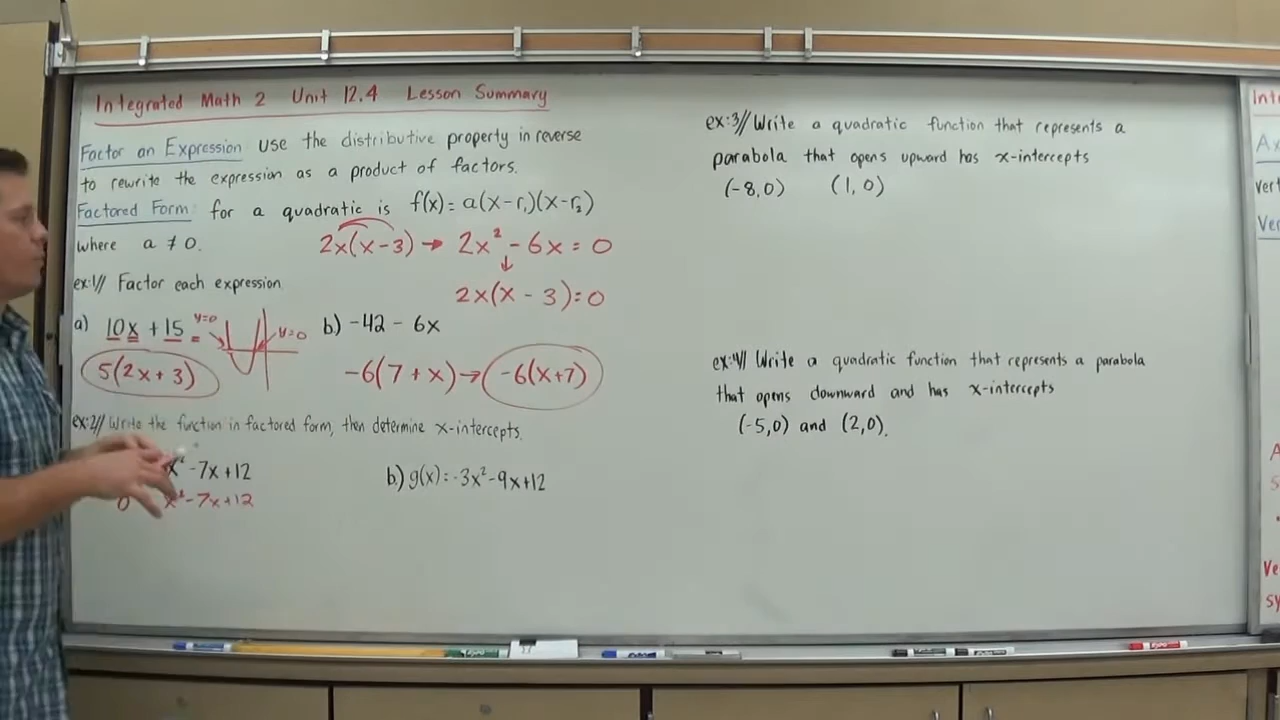 Integrated Math 2 Unit 12.4 Lesson Summary
Factor an Expression use the distributive property in reverse
to rewrite the expression as a product of factors.
Factored Form: for a quadratic is f(x) = a(x-r₁)(x-r₂)
where a ≠ 0.
2x(x-3) → 2x² - 6x = 0
↓
2x(x - 3) = 0
ex:1// Factor each expression
a) 10x + 15 =
y=0
y=0
5(2x + 3)
b) -42 - 6x
-6(7 + x) → -6(x+7)
ex:2// Write the function in factored form, then determine x-intercepts.
x² -7x+12
0 x² -7x+12
b.) g(x) = -3x² -9x+12
ex:3// Write a quadratic function that represents a
parabola that opens upward has x-intercepts
(-8,0) (1,0)
ex:4// Write a quadratic function that represents a parabola
that opens downward and has x-intercepts
(-5,0) and (2,0).